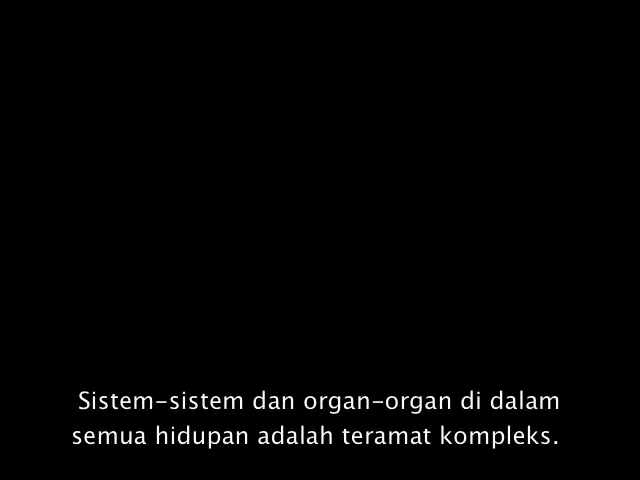 Sistem-sistem dan organ-organ di dalam
semua hidupan adalah teramat kompleks.